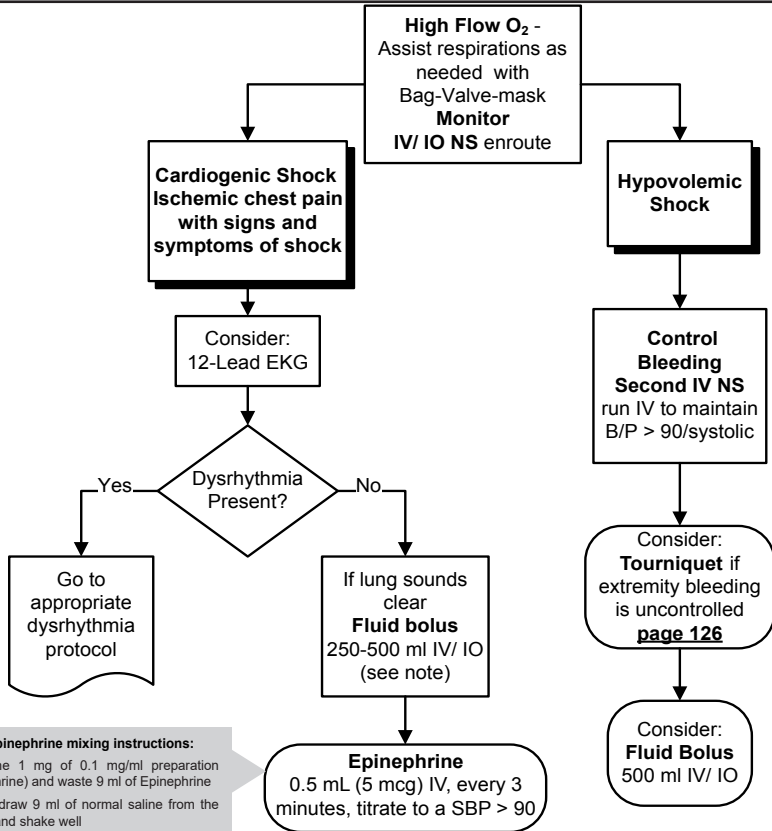 High Flow O₂ -
Assist respirations as
needed with
Bag-Valve-mask
Monitor
IV/ IO NS enroute
Cardiogenic Shock
Ischemic chest pain
with signs and
symptoms of shock
Hypovolemic
Shock
Consider:
12-Lead EKG
Control
Bleeding
Second IV NS
run IV to maintain
B/P > 90/systolic
Dysrhythmia
Present?
Yes
No
Go to
appropriate
dysrhythmia
protocol
If lung sounds
clear
Fluid bolus
250-500 ml IV/ IO
(see note)
Consider:
Tourniquet if
extremity bleeding
is uncontrolled
page 126
Consider:
Fluid Bolus
500 ml IV/ IO
mixing instructions:
1 mg of 0.1 mg/ml preparation
and waste 9 ml of Epinephrine
9 ml of normal saline from the
and shake well
Epinephrine
0.5 mL (5 mcg) IV, every 3
minutes, titrate to a SBP > 90